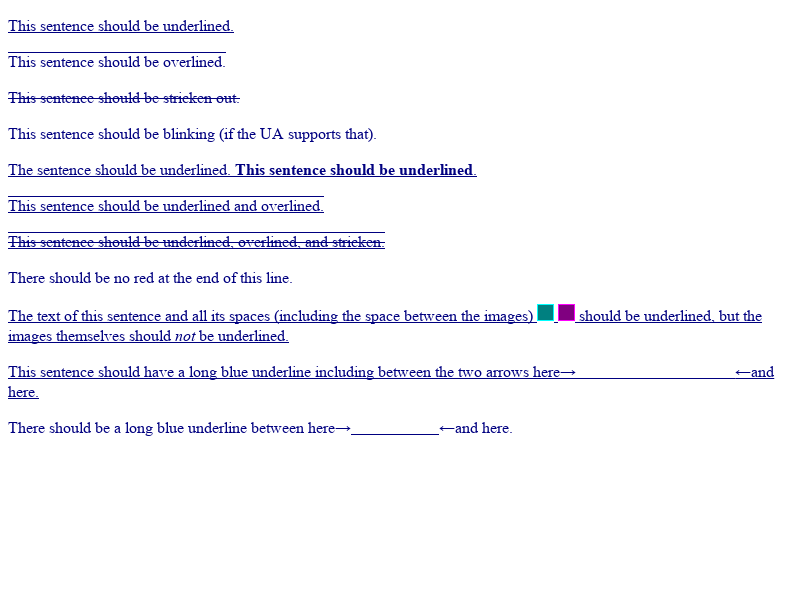 This sentence should be underlined.
This sentence should be overlined.
This sentence should be stricken out.
This sentence should be blinking (if the UA supports that).
The sentence should be underlined. This sentence should be underlined.
This sentence should be underlined and overlined.
This sentence should be underlined, overlined, and stricken.
There should be no red at the end of this line.
The text of this sentence and all its spaces (including the space between the images) should be underlined, but the
images themselves should not be underlined.
This sentence should have a long blue underline including between the two arrows here→ ←and
here.
There should be a long blue underline between here→ ←and here.